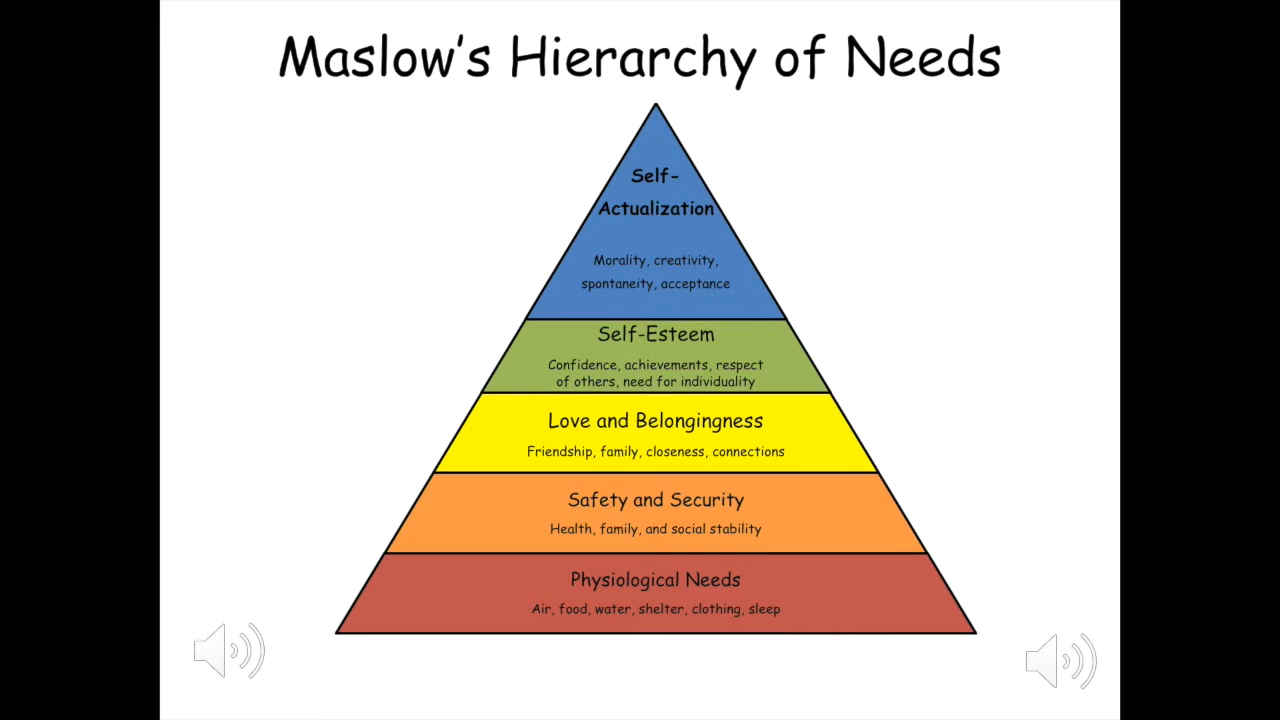 Maslow's Hierarchy of Needs
Self-
Actualization
Morality, creativity,
spontaneity, acceptance
Self-Esteem
Confidence, achievements, respect
of others, need for individuality
Love and Belongingness
Friendship, family, closeness, connections
Safety and Security
Health, family, and social stability
Physiological Needs
Air, food, water, shelter, clothing, sleep